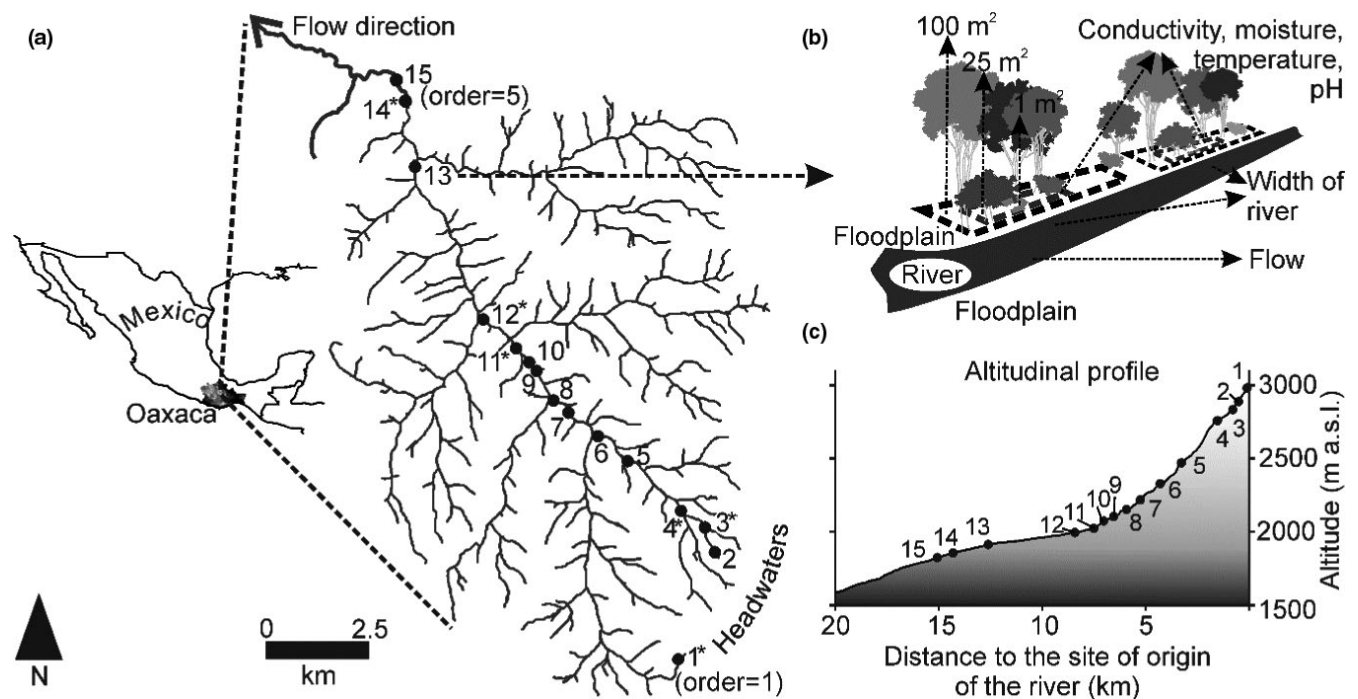 (a)
Flow direction
15
(order=5)
14*
13
12*
11*
10
9
8
7
6
5
4*
3*
2
Headwaters
1*
(order=1)
Mexico
Oaxaca
0 2.5
km
N
(b)
100 m²
25 m²
1 m²
Conductivity, moisture,
temperature,
pH
Width of
river
Floodplain
River
Flow
Floodplain
(c)
Altitudinal profile
1
2
3
4
5
6
7
8
9
10
11
12
13
14
15
3000
2500
2000
1500
Altitude (m a.s.l.)
20 15 10 5 0
Distance to the site of origin
of the river (km)